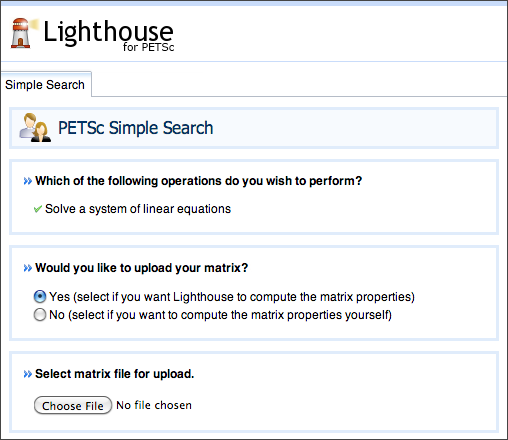 Lighthouse
for PETSc
Simple Search
PETSc Simple Search
Which of the following operations do you wish to perform?
Solve a system of linear equations
Would you like to upload your matrix?
Yes (select if you want Lighthouse to compute the matrix properties)
No (select if you want to compute the matrix properties yourself)
Select matrix file for upload.
Choose File No file chosen